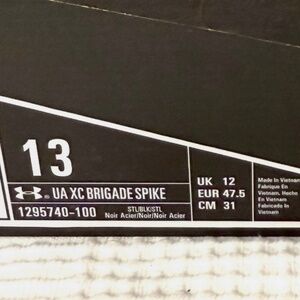 13
UA XC BRIGADE SPIKE
1295740-100
STL/BLK/STL
Noir Acier/Noir/Noir Acier
UK 12
EUR 47.5
CM 31
Made In Vietnam
Fabrique En
Vietnam. Hecho
En Vietnam
Fabricado In
Vietnam